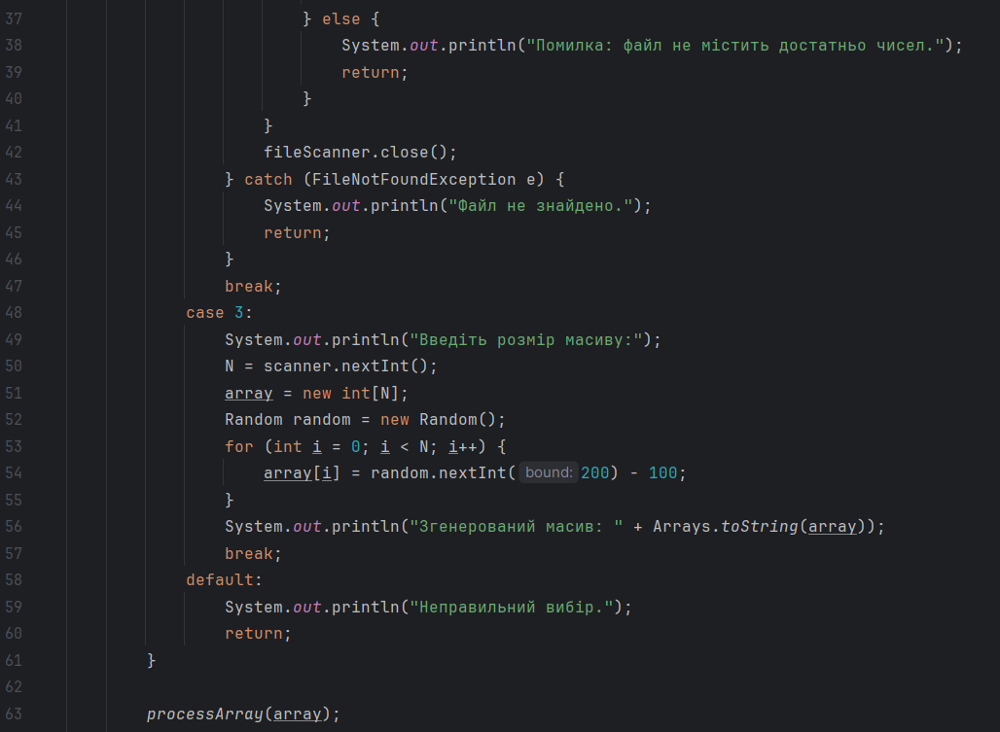 37 } else {
38 System.out.println("Помилка: файл не містить достатньо чисел.");
39 return;
40 }
41 }
42 fileScanner.close();
43 } catch (FileNotFoundException e) {
44 System.out.println("Файл не знайдено.");
45 return;
46 }
47 break;
48 case 3:
49 System.out.println("Введіть розмір масиву:");
50 N = scanner.nextInt();
51 array = new int[N];
52 Random random = new Random();
53 for (int i = 0; i < N; i++) {
54 array[i] = random.nextInt( bound: 200) - 100;
55 }
56 System.out.println("Згенерований масив: " + Arrays.toString(array));
57 break;
58 default:
59 System.out.println("Неправильний вибір.");
60 return;
61 }
62
63 processArray(array);